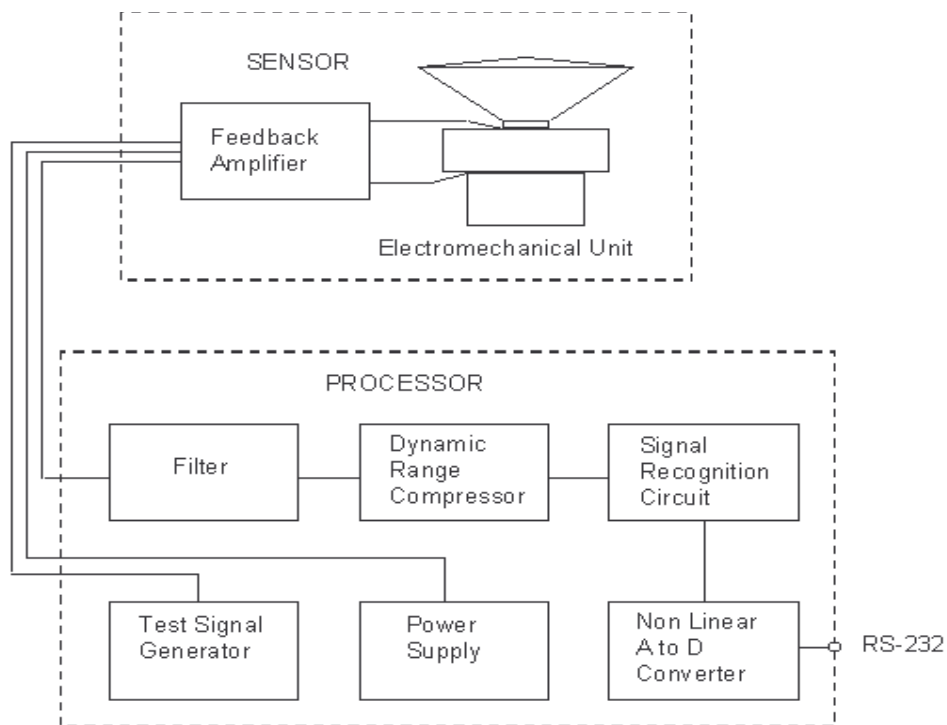 SENSOR
Feedback
Amplifier
Electromechanical Unit
PROCESSOR
Filter
Dynamic
Range
Compressor
Signal
Recognition
Circuit
Test Signal
Generator
Power
Supply
Non Linear
A to D
Converter
RS-232